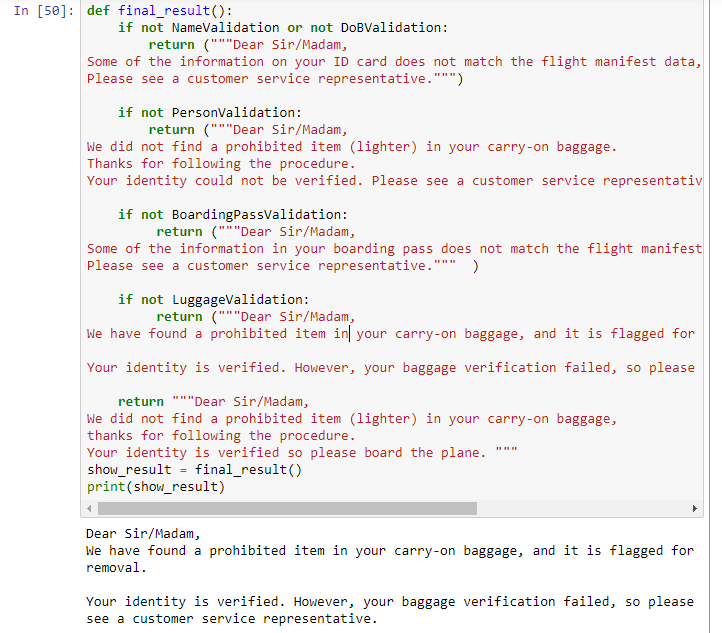 In [50]: def final_result():
    if not NameValidation or not DoBValidation:
        return ("""Dear Sir/Madam,
Some of the information on your ID card does not match the flight manifest data,
Please see a customer service representative.""")

    if not PersonValidation:
        return ("""Dear Sir/Madam,
We did not find a prohibited item (lighter) in your carry-on baggage.
Thanks for following the procedure.
Your identity could not be verified. Please see a customer service representativ

    if not BoardingPassValidation:
         return ("""Dear Sir/Madam,
Some of the information in your boarding pass does not match the flight manifest
Please see a customer service representative."""  )

    if not LuggageValidation:
         return ("""Dear Sir/Madam,
We have found a prohibited item in your carry-on baggage, and it is flagged for

Your identity is verified. However, your baggage verification failed, so please

    return """Dear Sir/Madam,
We did not find a prohibited item (lighter) in your carry-on baggage,
thanks for following the procedure.
Your identity is verified so please board the plane. """
show_result = final_result()
print(show_result)
Dear Sir/Madam,
We have found a prohibited item in your carry-on baggage, and it is flagged for
removal.

Your identity is verified. However, your baggage verification failed, so please
see a customer service representative.